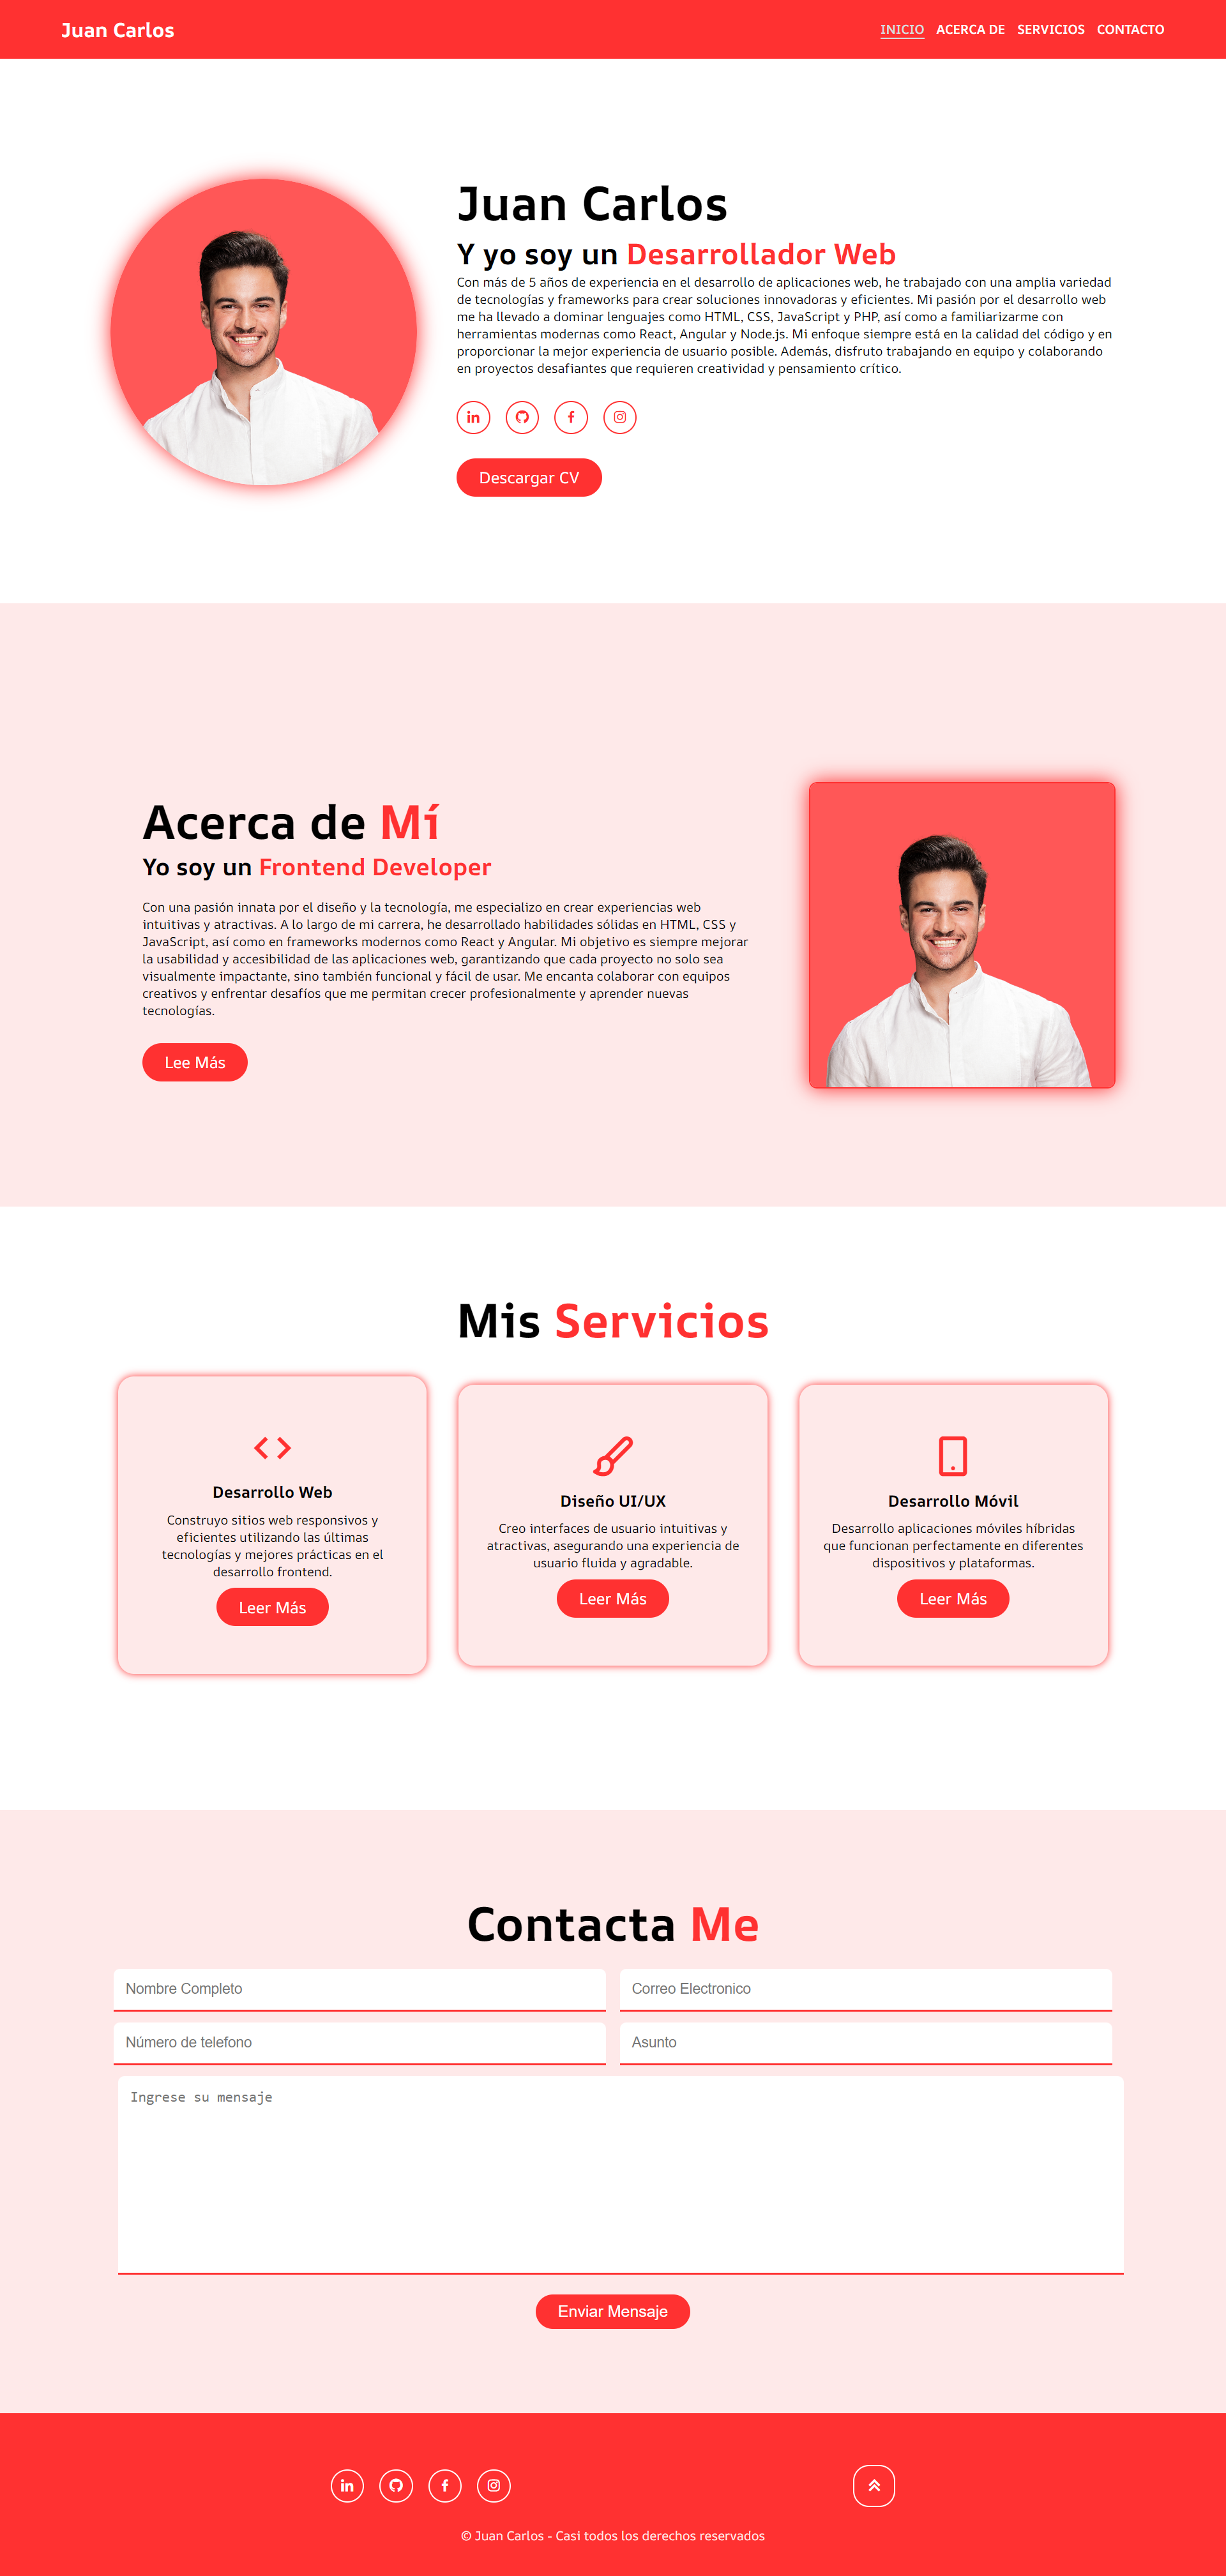 Juan Carlos
INICIO ACERCA DE SERVICIOS CONTACTO
Juan Carlos
Y yo soy un Desarrollador Web
Con más de 5 años de experiencia en el desarrollo de aplicaciones web, he trabajado con una amplia variedad
de tecnologías y frameworks para crear soluciones innovadoras y eficientes. Mi pasión por el desarrollo web
me ha llevado a dominar lenguajes como HTML, CSS, JavaScript y PHP, así como a familiarizarme con
herramientas modernas como React, Angular y Node.js. Mi enfoque siempre está en la calidad del código y en
proporcionar la mejor experiencia de usuario posible. Además, disfruto trabajando en equipo y colaborando
en proyectos desafiantes que requieren creatividad y pensamiento crítico.
Descargar CV
Acerca de Mí
Yo soy un Frontend Developer
Con una pasión innata por el diseño y la tecnología, me especializo en crear experiencias web
intuitivas y atractivas. A lo largo de mi carrera, he desarrollado habilidades sólidas en HTML, CSS y
JavaScript, así como en frameworks modernos como React y Angular. Mi objetivo es siempre mejorar
la usabilidad y accesibilidad de las aplicaciones web, garantizando que cada proyecto no solo sea
visualmente impactante, sino también funcional y fácil de usar. Me encanta colaborar con equipos
creativos y enfrentar desafíos que me permitan crecer profesionalmente y aprender nuevas
tecnologías.
Lee Más
Mis Servicios
Desarrollo Web
Construyo sitios web responsivos y
eficientes utilizando las últimas
tecnologías y mejores prácticas en el
desarrollo frontend.
Leer Más
Diseño UI/UX
Creo interfaces de usuario intuitivas y
atractivas, asegurando una experiencia de
usuario fluida y agradable.
Leer Más
Desarrollo Móvil
Desarrollo aplicaciones móviles híbridas
que funcionan perfectamente en diferentes
dispositivos y plataformas.
Leer Más
Contacta Me
Nombre Completo
Correo Electronico
Número de telefono
Asunto
Ingrese su mensaje
Enviar Mensaje
© Juan Carlos - Casi todos los derechos reservados